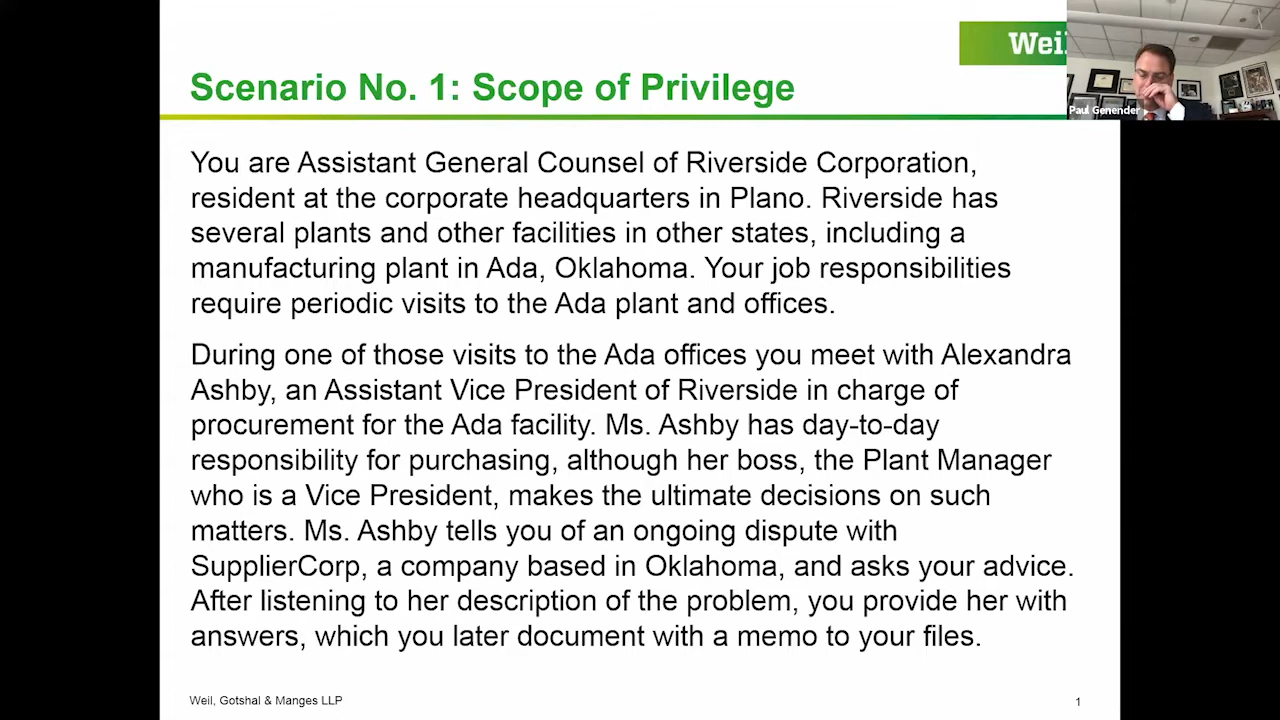 Weil
Paul Genender
Scenario No. 1: Scope of Privilege
You are Assistant General Counsel of Riverside Corporation,
resident at the corporate headquarters in Plano. Riverside has
several plants and other facilities in other states, including a
manufacturing plant in Ada, Oklahoma. Your job responsibilities
require periodic visits to the Ada plant and offices.
During one of those visits to the Ada offices you meet with Alexandra
Ashby, an Assistant Vice President of Riverside in charge of
procurement for the Ada facility. Ms. Ashby has day-to-day
responsibility for purchasing, although her boss, the Plant Manager
who is a Vice President, makes the ultimate decisions on such
matters. Ms. Ashby tells you of an ongoing dispute with
SupplierCorp, a company based in Oklahoma, and asks your advice.
After listening to her description of the problem, you provide her with
answers, which you later document with a memo to your files.
Weil, Gotshal & Manges LLP
1